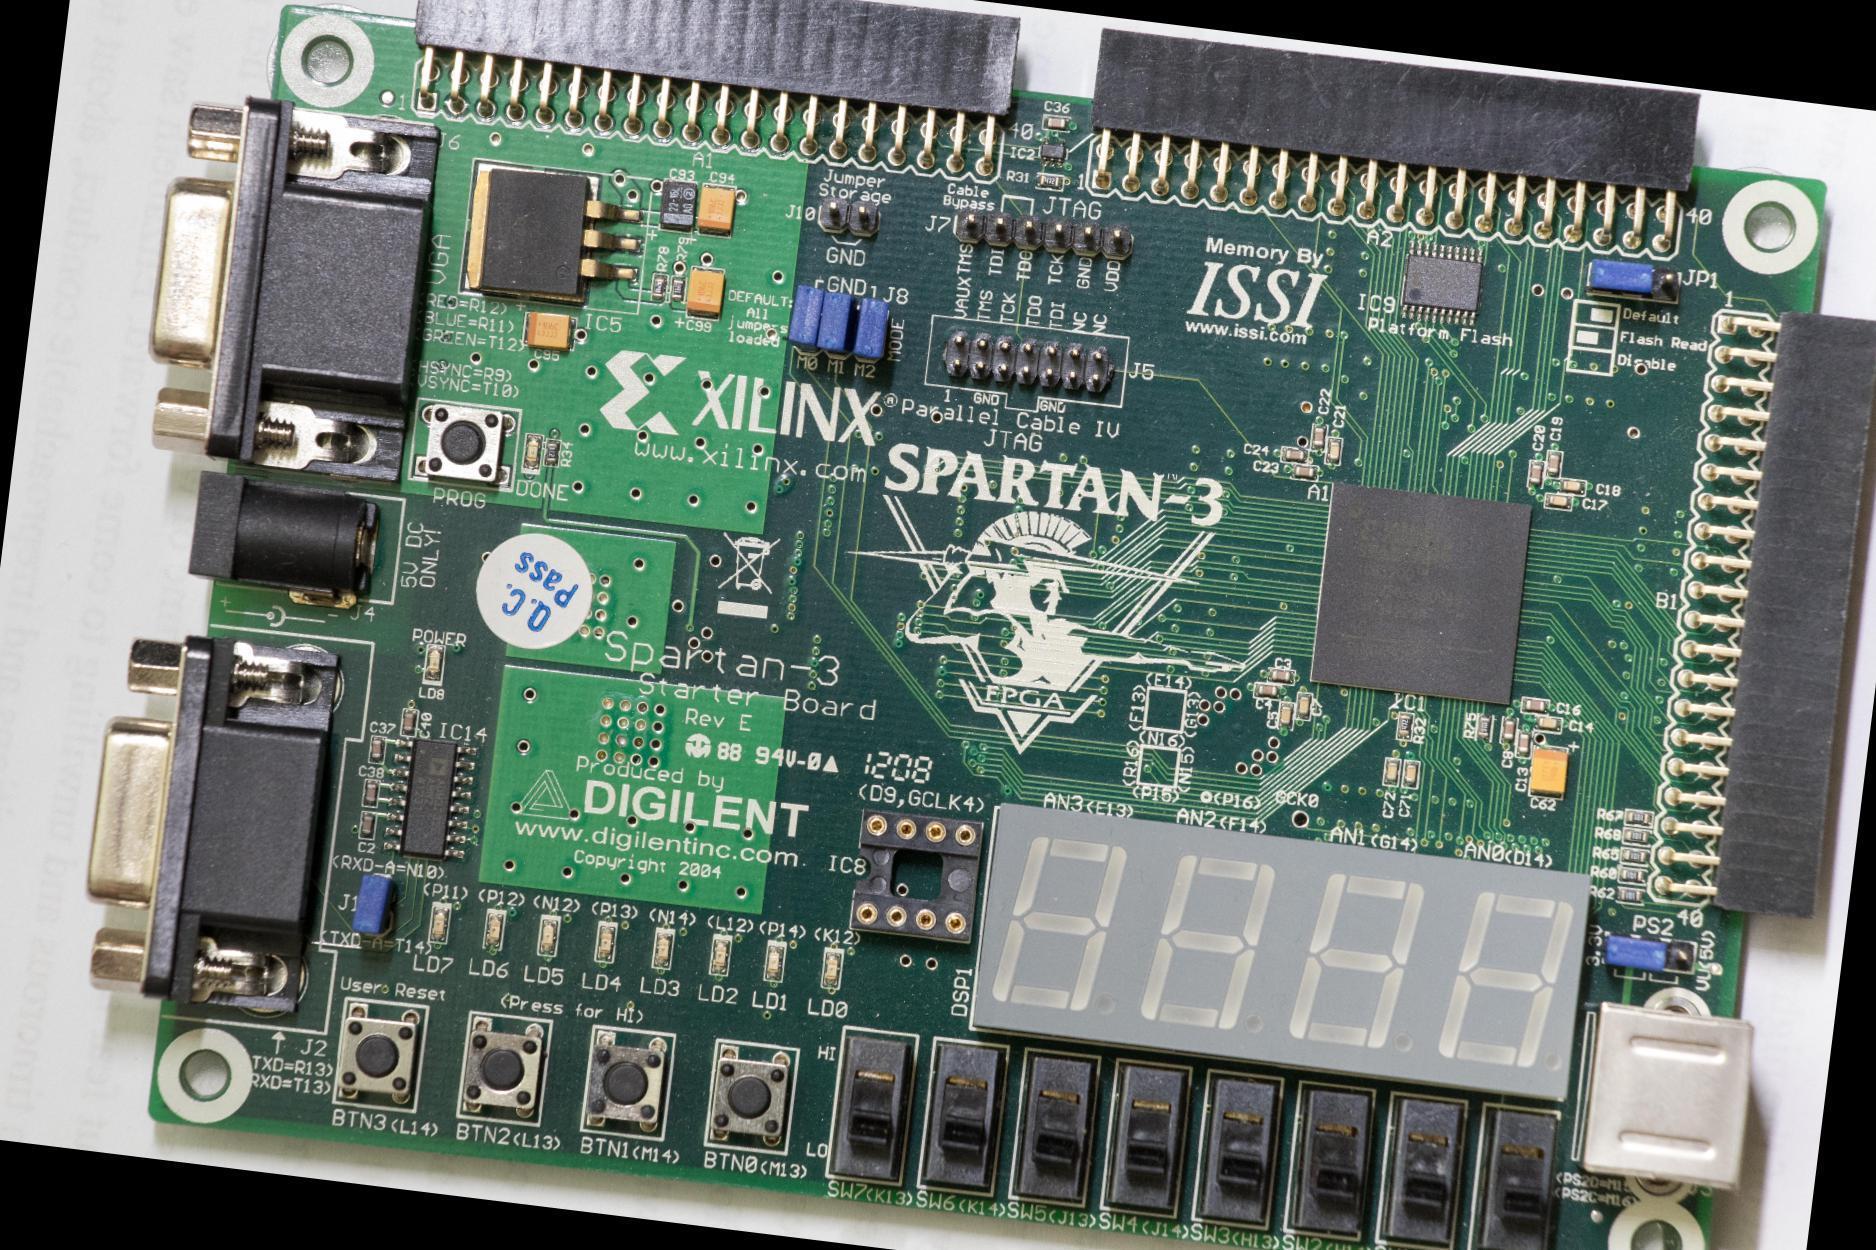 C36
40
IC2
R31
1
1
6
A1
C93
C94
Jumper
Storage
J10
GND
Cable
Bypass
JTAG
J7
VAUX
TMS
TMS
TDI
TCK
TDO
TDO
TCK
TDI
GND
NC
VDD
NC
Memory By
ISSI
www.issi.com
A2
40
JP1
IC9
Platform Flash
Default
Flash Read
Disable
1
VGA
R78
R79
(RED=R12)
(BLUE=R11)
(GREEN=T12)
(HSYNC=R9)
(VSYNC=T10)
C95
IC5
+C99
DEFAULT:
All
jumpers
loaded
GND
J8
M0 M1 M2
MODE
J5
1
GND
GND
Parallel Cable IV
JTAG
XILINX®
www.xilinx.com
PROG
DONE
R34
SPARTAN™-3
FPGA
C22
C21
C24
C23
A1
C20
C19
C18
C17
B1
5V DC
ONLY!
J4
Q.C
Pass
POWER
LD8
Spartan-3
Starter Board
Rev E
88 94V-0
1208
Produced by
DIGILENT
www.digilentinc.com
Copyright 2004
C37
C40
IC14
C38
C2
(RXD-A=N10)
J1
(TXD-A=T14)
(E14)
(F13)
(G13)
(N16)
(R16)
(N15)
(P15)
(P16)
GCK0
C3
C4
C5
R32
R25
C16
C14
C13
C62
C72
C71
(D9,GCLK4)
IC8
AN3(E13)
AN2(F14)
AN1(G14)
AN0(D14)
DSP1
R67
R68
R65
R60
R62
40
PS2
3.3V
VU(5V)
(P11)
(P12)
(N12)
(P13)
(N14)
(L12)
(P14)
(K12)
LD7
LD6
LD5
LD4
LD3
LD2
LD1
LD0
User Reset
(Press for HI)
J2
TXD=R13)
RXD=T13)
BTN3(L14)
BTN2(L13)
BTN1(M14)
BTN0(M13)
HI
LO
SW7(K13)
SW6(K14)
SW5(J13)
SW4(J14)
SW3(H13)
(PS2C=M16)